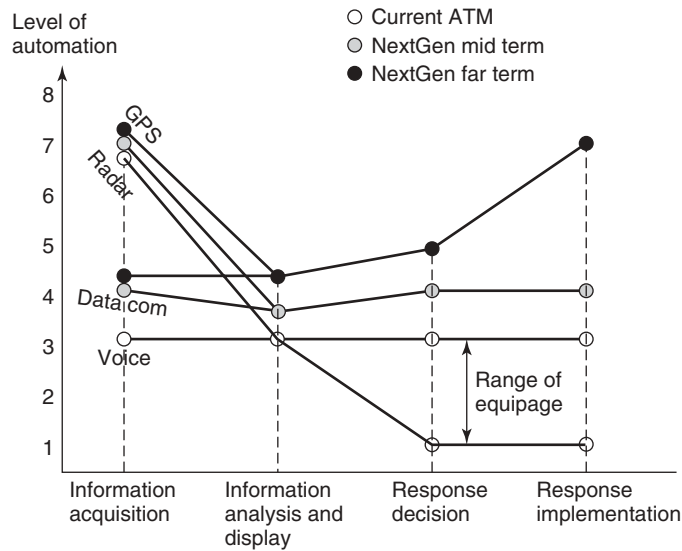 Level of
automation
Current ATM
NextGen mid term
NextGen far term
8
7
6
5
4
3
2
1
GPS
Radar
Data com
Voice
Range of
equipage
Information
acquisition
Information
analysis and
display
Response
decision
Response
implementation